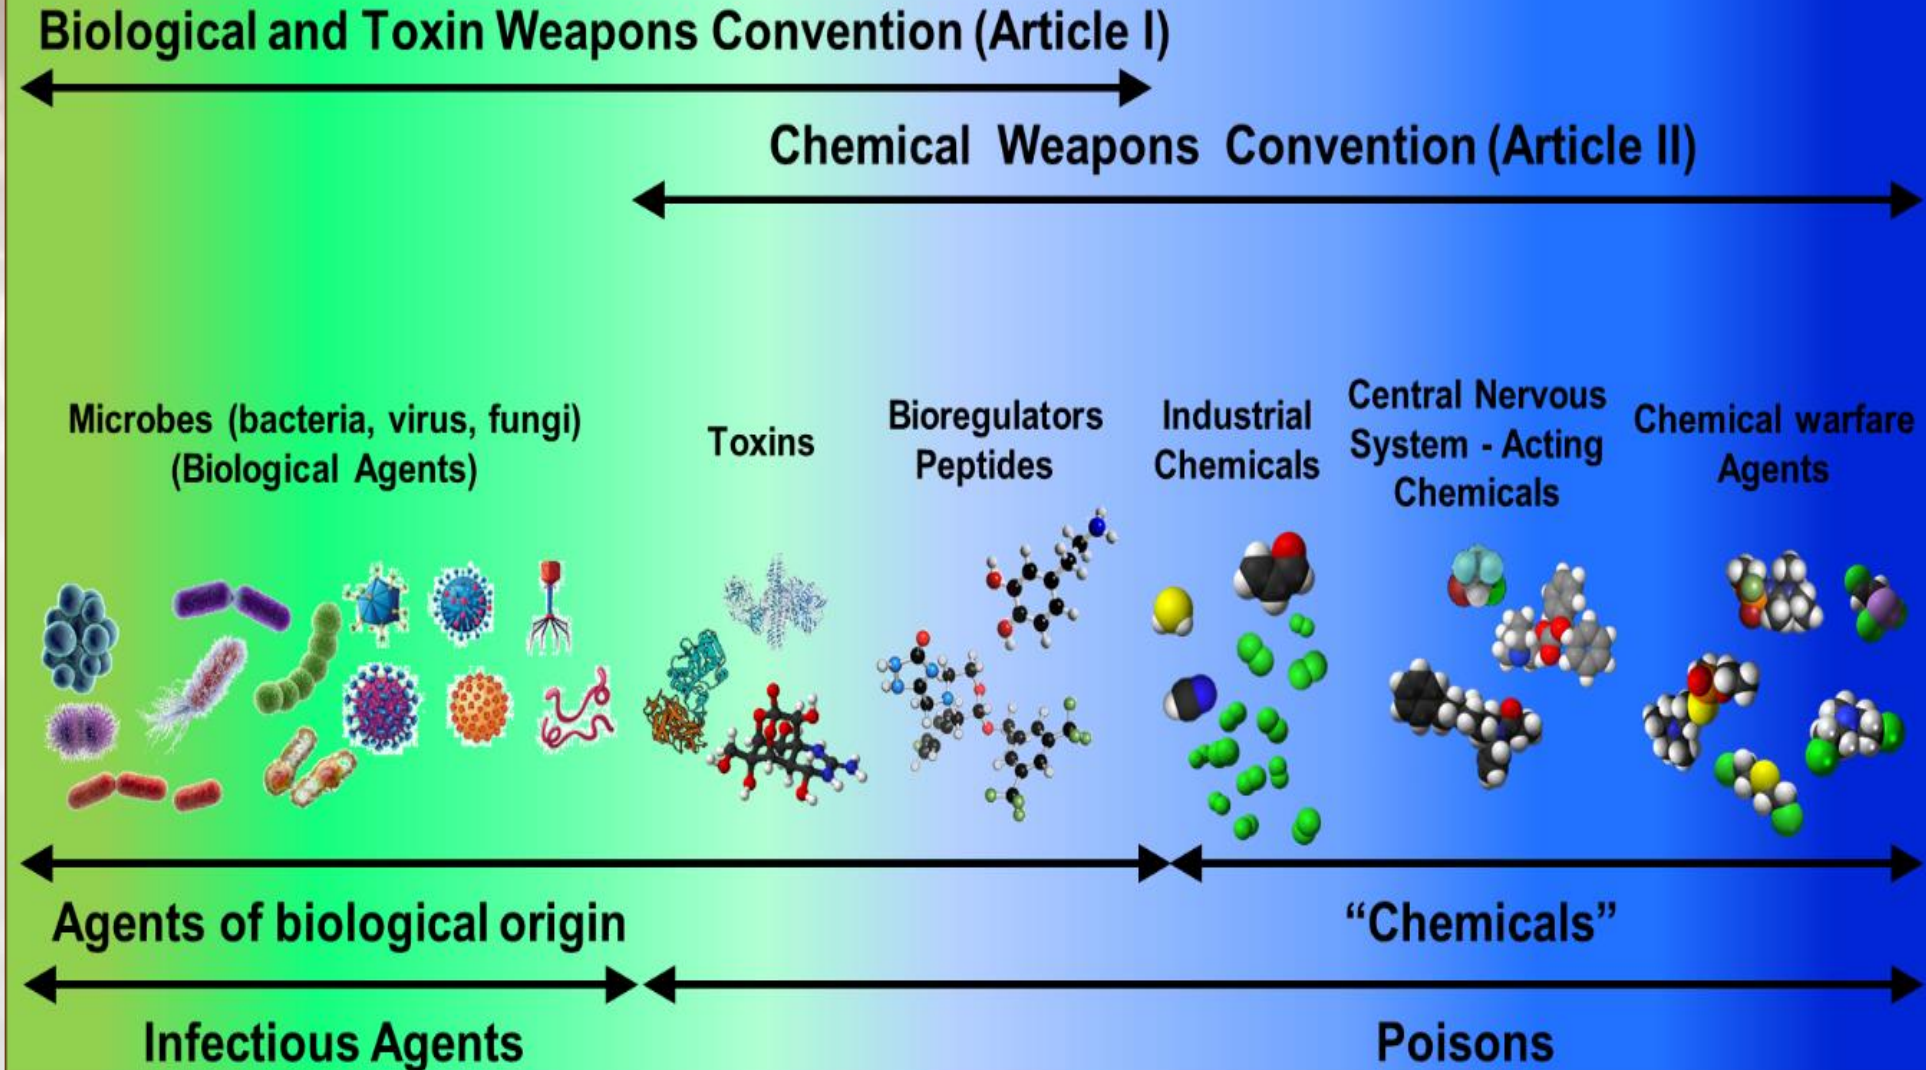 Biological and Toxin Weapons Convention (Article I)
Chemical Weapons Convention (Article II)
Microbes (bacteria, virus, fungi)
(Biological Agents)
Toxins
Bioregulators
Peptides
Industrial
Chemicals
Central Nervous
System - Acting
Chemicals
Chemical warfare
Agents
Agents of biological origin
“Chemicals”
Infectious Agents
Poisons